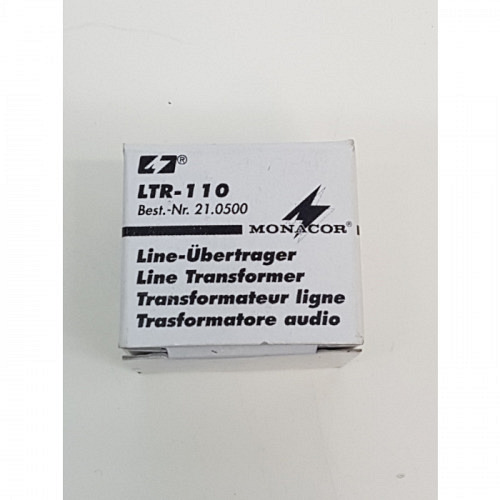 ®
LTR-110
Best.-Nr. 21.0500
MONACOR®
Line-Übertrager
Line Transformer
Transformateur ligne
Trasformatore audio